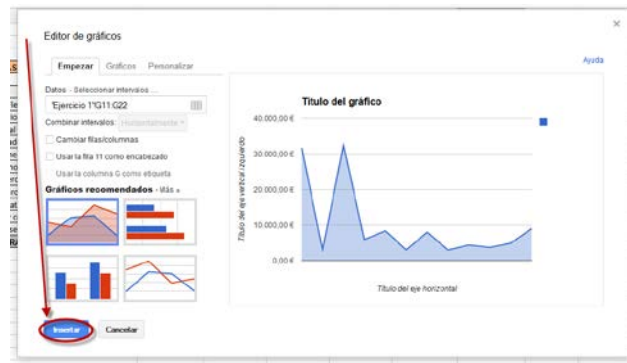 Editor de gráficos
Empezar Gráficos Personalizar
Ayuda
Datos - Seleccionar intervalos ...
'Ejercicio 1'!G11:G22
Combinar intervalos: Horizontalmente
Cambiar filas/columnas
Usar la fila 11 como encabezado
Usar la columna G como etiqueta
Gráficos recomendados - Más »
Insertar Cancelar
Título del gráfico
40.000,00 €
30.000,00 €
20.000,00 €
10.000,00 €
0,00 €
Título del eje vertical izquierdo
Título del eje horizontal